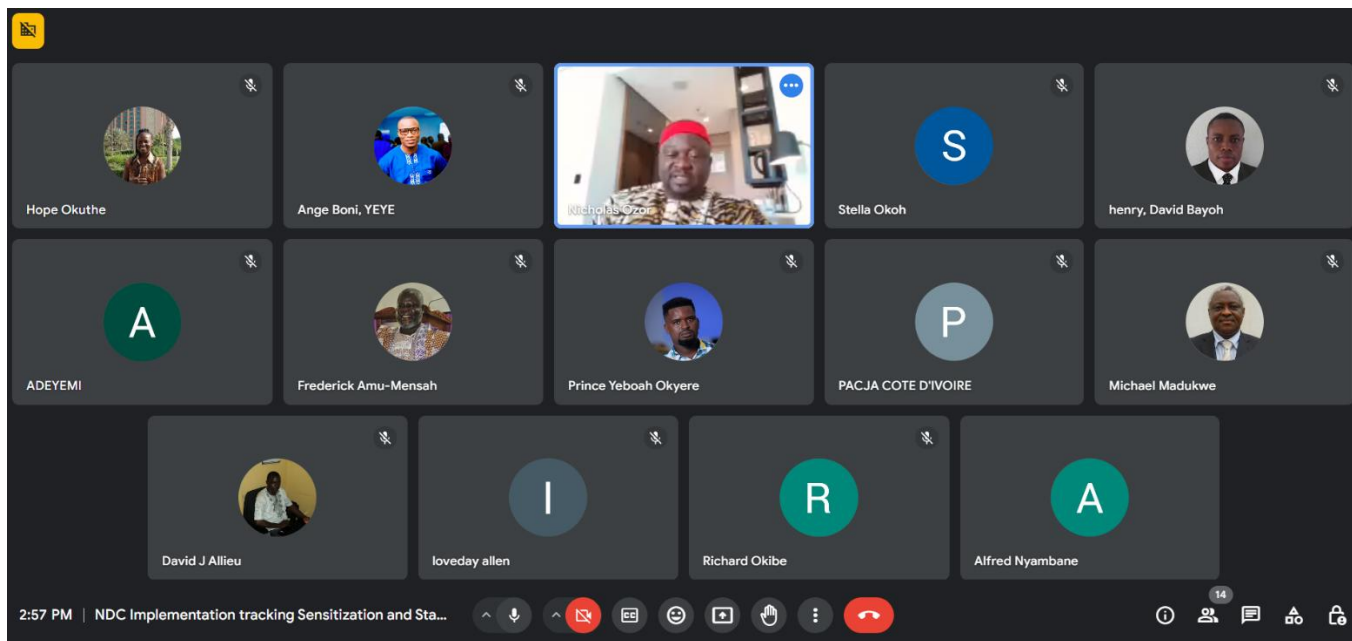 Hope Okuthe
Ange Boni, YEYE
Nicholas Ozor
S
Stella Okoh
henry, David Bayoh
A
ADEYEMI
Frederick Amu-Mensah
Prince Yeboah Okyere
P
PACJA COTE D'IVOIRE
Michael Madukwe
David J Allieu
I
loveday allen
R
Richard Okibe
A
Alfred Nyambane
2:57 PM | NDC Implementation tracking Sensitization and Sta...
CC
14